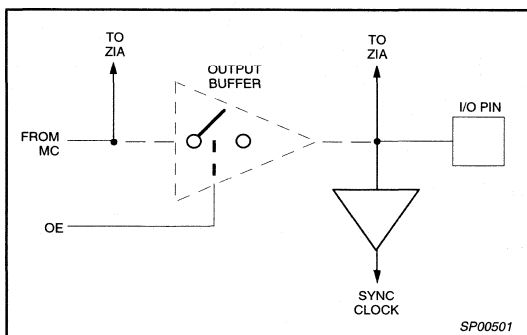 TO
ZIA
OUTPUT
BUFFER
TO
ZIA
I/O PIN
FROM
MC
OE
SYNC
CLOCK
SP00501